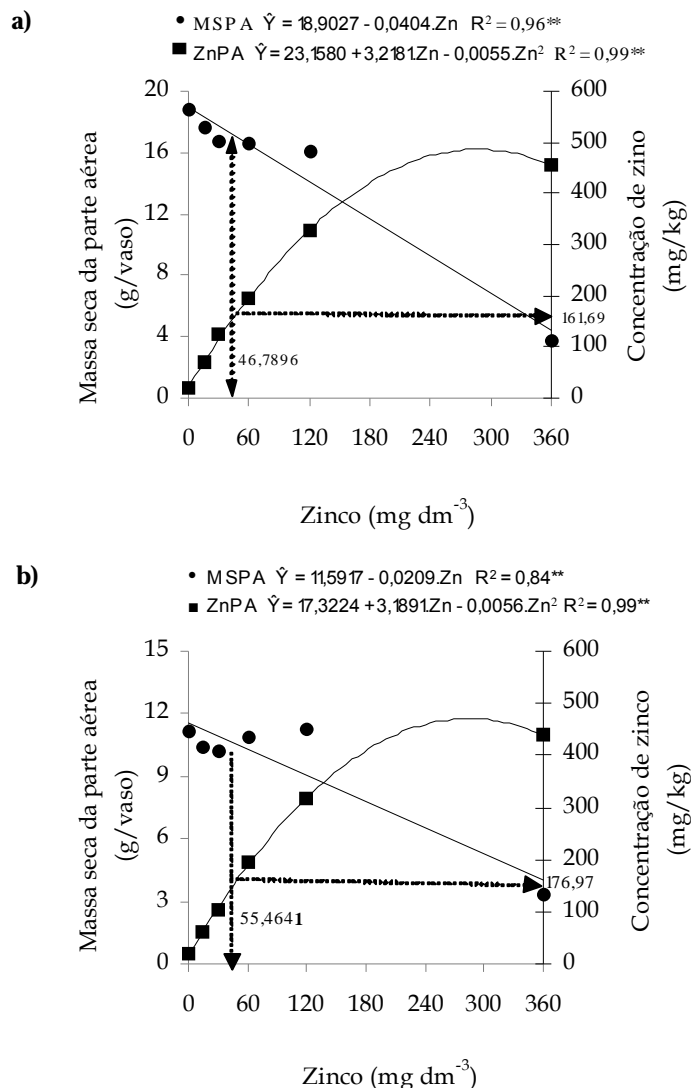 a)
● MSPA Ŷ = 18,9027 - 0,0404.Zn R² = 0,96**
■ ZnPA Ŷ = 23,1580 + 3,2181.Zn - 0,0055.Zn² R² = 0,99**
20
16
12
8
4
0
Massa seca da parte aérea
(g/vaso)
600
500
400
300
200
100
0
Concentração de zino
(mg/kg)
161,69
46,7896
0 60 120 180 240 300 360
Zinco (mg dm⁻³)
b)
● MSPA Ŷ = 11,5917 - 0,0209.Zn R² = 0,84**
■ ZnPA Ŷ = 17,3224 + 3,1891.Zn - 0,0056.Zn² R² = 0,99**
15
12
9
6
3
0
Massa seca da parte aérea
(g/vaso)
600
500
400
300
200
100
0
Concentração de zinco
(mg/kg)
176,97
55,4641
0 60 120 180 240 300 360
Zinco (mg dm⁻³)